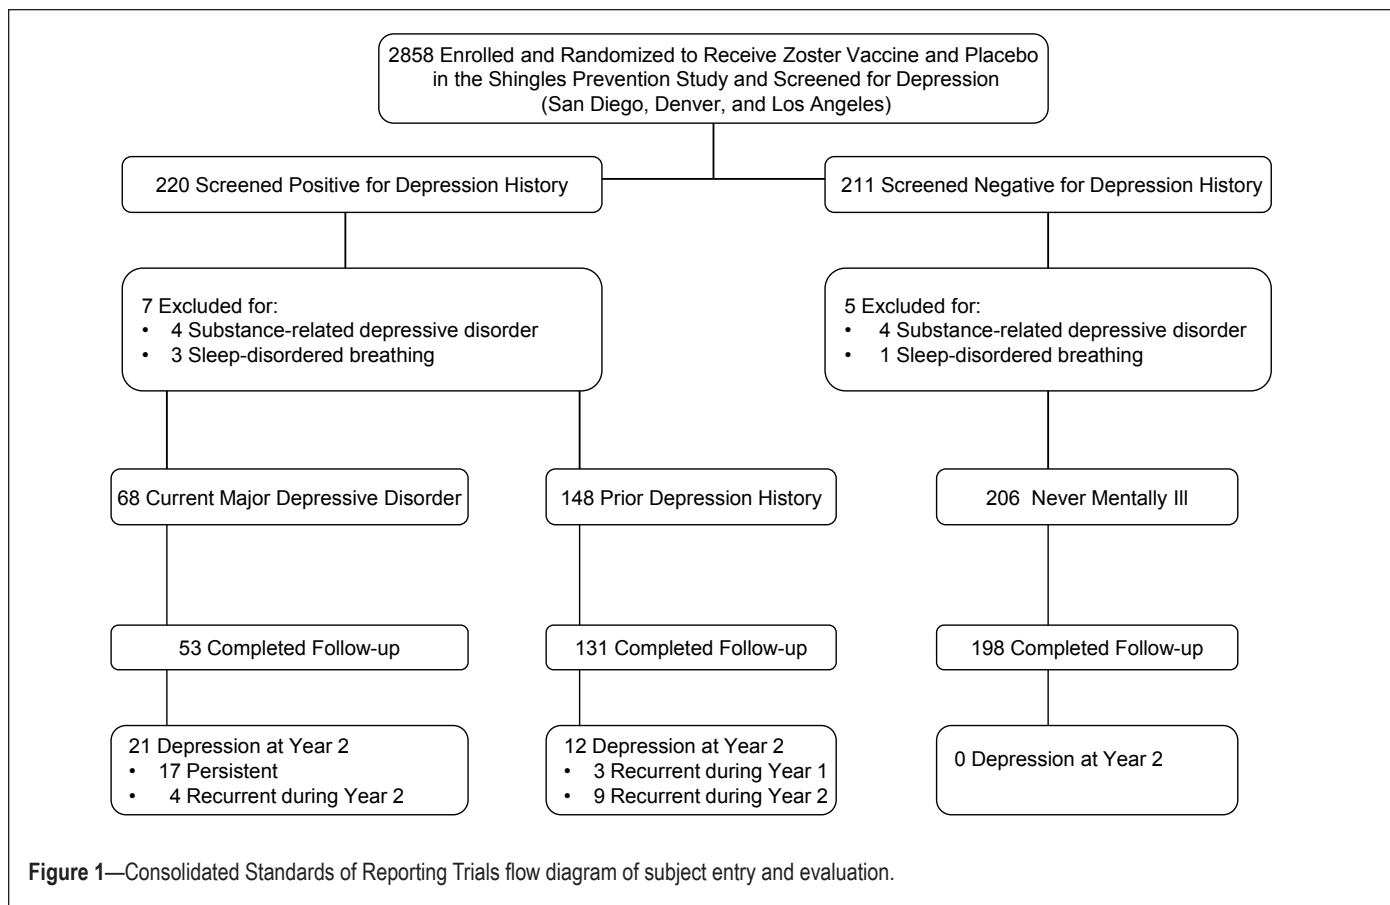 2858 Enrolled and Randomized to Receive Zoster Vaccine and Placebo
in the Shingles Prevention Study and Screened for Depression
(San Diego, Denver, and Los Angeles)
220 Screened Positive for Depression History
211 Screened Negative for Depression History
7 Excluded for:
• 4 Substance-related depressive disorder
• 3 Sleep-disordered breathing
5 Excluded for:
• 4 Substance-related depressive disorder
• 1 Sleep-disordered breathing
68 Current Major Depressive Disorder
148 Prior Depression History
206 Never Mentally Ill
53 Completed Follow-up
131 Completed Follow-up
198 Completed Follow-up
21 Depression at Year 2
• 17 Persistent
• 4 Recurrent during Year 2
12 Depression at Year 2
• 3 Recurrent during Year 1
• 9 Recurrent during Year 2
0 Depression at Year 2
Figure 1—Consolidated Standards of Reporting Trials flow diagram of subject entry and evaluation.